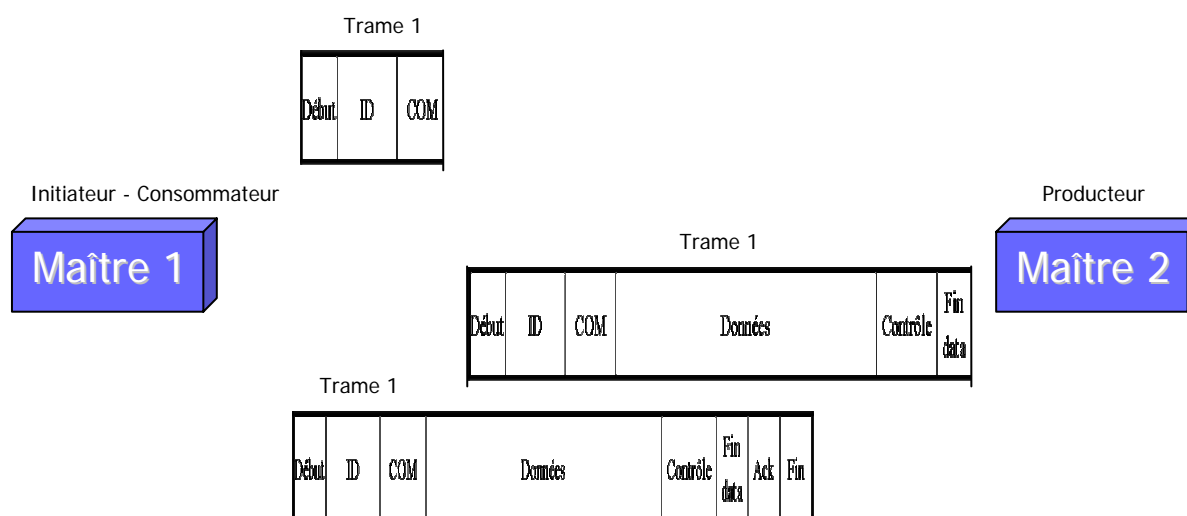 Trame 1
Début ID COM
Initiateur - Consommateur
Producteur
Maître 1
Maître 2
Trame 1
Début ID COM Données Contrôle Fin data
Trame 1
Début ID COM Données Contrôle Fin data Ack Fin